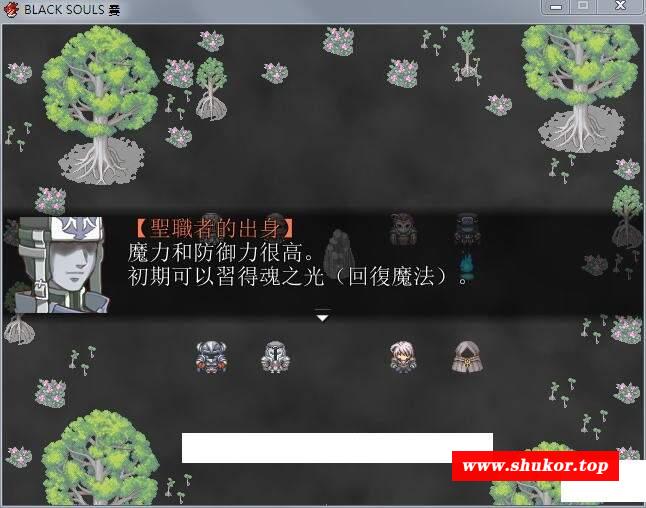 BLACK SOULS
【聖職者的出身】
魔力和防御力很高。
初期可以習得魂之光（回復魔法）。
www.shukor.top